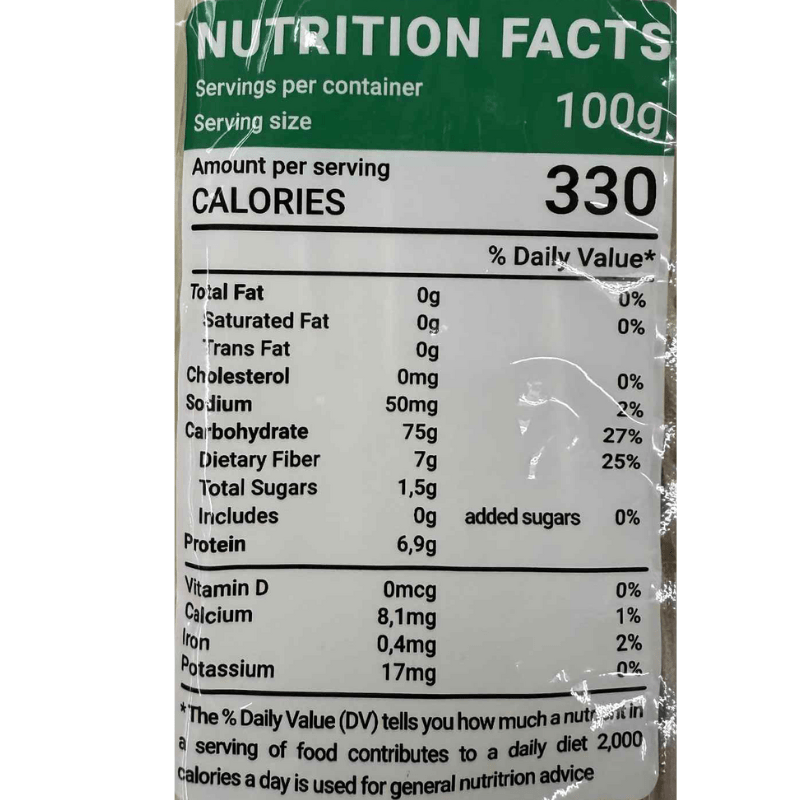 NUTRITION FACTS
Servings per container
Serving size 100g
Amount per serving
CALORIES 330
% Daily Value*
Total Fat 0g 0%
Saturated Fat 0g 0%
Trans Fat 0g
Cholesterol 0mg 0%
Sodium 50mg 2%
Carbohydrate 75g 27%
Dietary Fiber 7g 25%
Total Sugars 1,5g
Includes 0g added sugars 0%
Protein 6,9g
Vitamin D 0mcg 0%
Calcium 8,1mg 1%
Iron 0,4mg 2%
Potassium 17mg 0%
*The % Daily Value (DV) tells you how much a nutrient in
a serving of food contributes to a daily diet 2,000
calories a day is used for general nutritrion advice